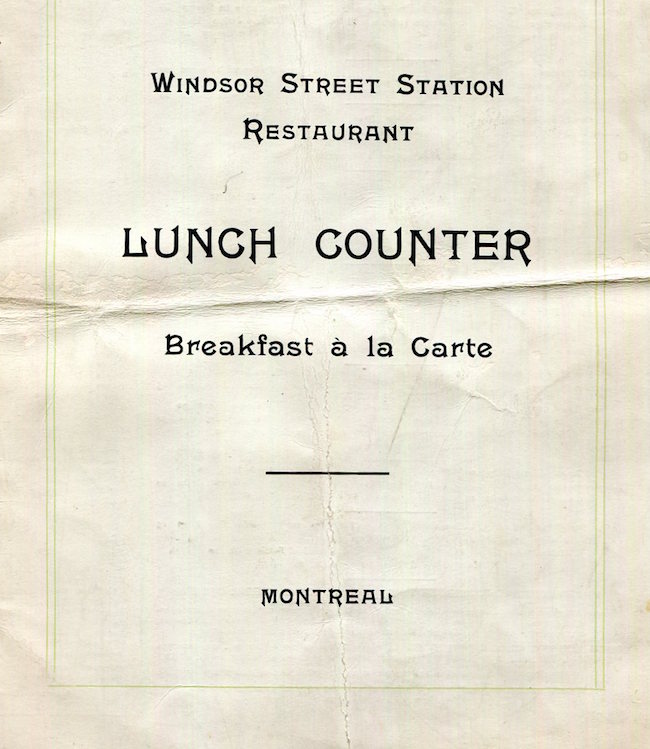 Windsor Street Station
Restaurant
LUNCH COUNTER
Breakfast à la Carte
MONTREAL